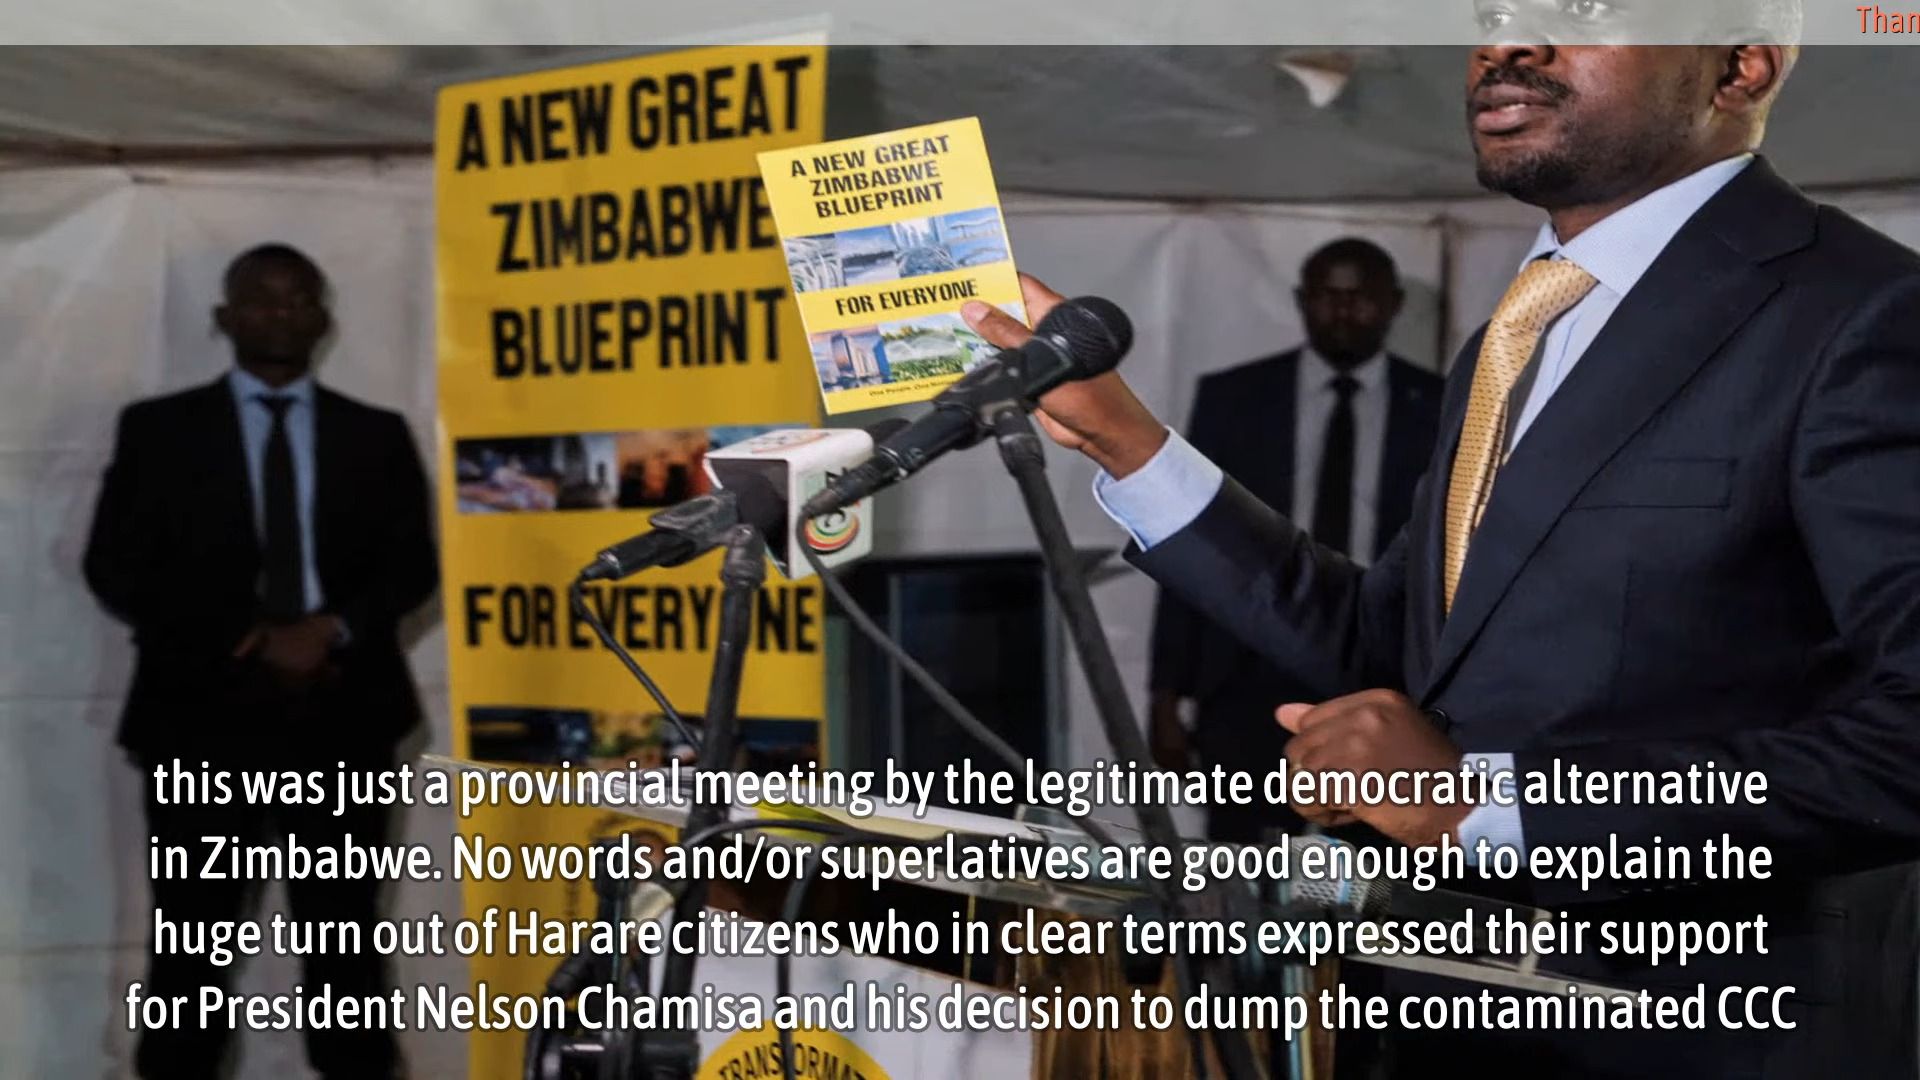 Than
A NEW GREAT
ZIMBABWE
BLUEPRINT
FOR EVERYONE
A NEW GREAT
ZIMBABWE
BLUEPRINT
FOR EVERYONE
this was just a provincial meeting by the legitimate democratic alternative
in Zimbabwe. No words and/or superlatives are good enough to explain the
huge turn out of Harare citizens who in clear terms expressed their support
for President Nelson Chamisa and his decision to dump the contaminated CCC
TRANSFORMAT